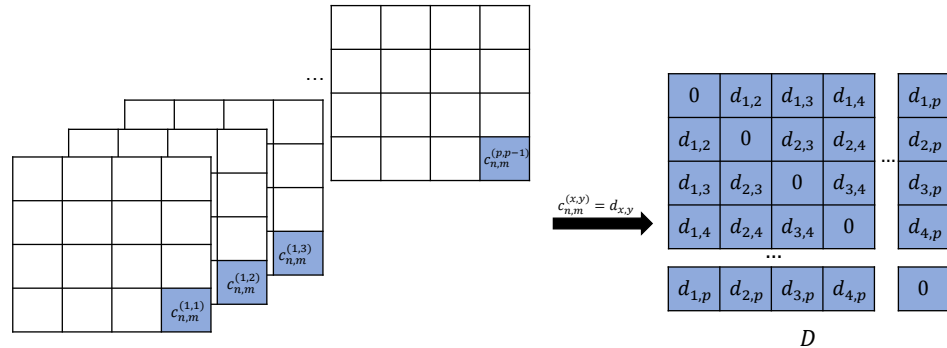 ...
c_{n,m}^{(p,p−1)}
c_{n,m}^{(1,3)}
c_{n,m}^{(1,2)}
c_{n,m}^{(1,1)}
c_{n,m}^{(x,y)} = d_{x,y}
0 d_{1,2} d_{1,3} d_{1,4} d_{1,p}
d_{1,2} 0 d_{2,3} d_{2,4} d_{2,p}
...
d_{1,3} d_{2,3} 0 d_{3,4} d_{3,p}
d_{1,4} d_{2,4} d_{3,4} 0 d_{4,p}
...
d_{1,p} d_{2,p} d_{3,p} d_{4,p} 0
D